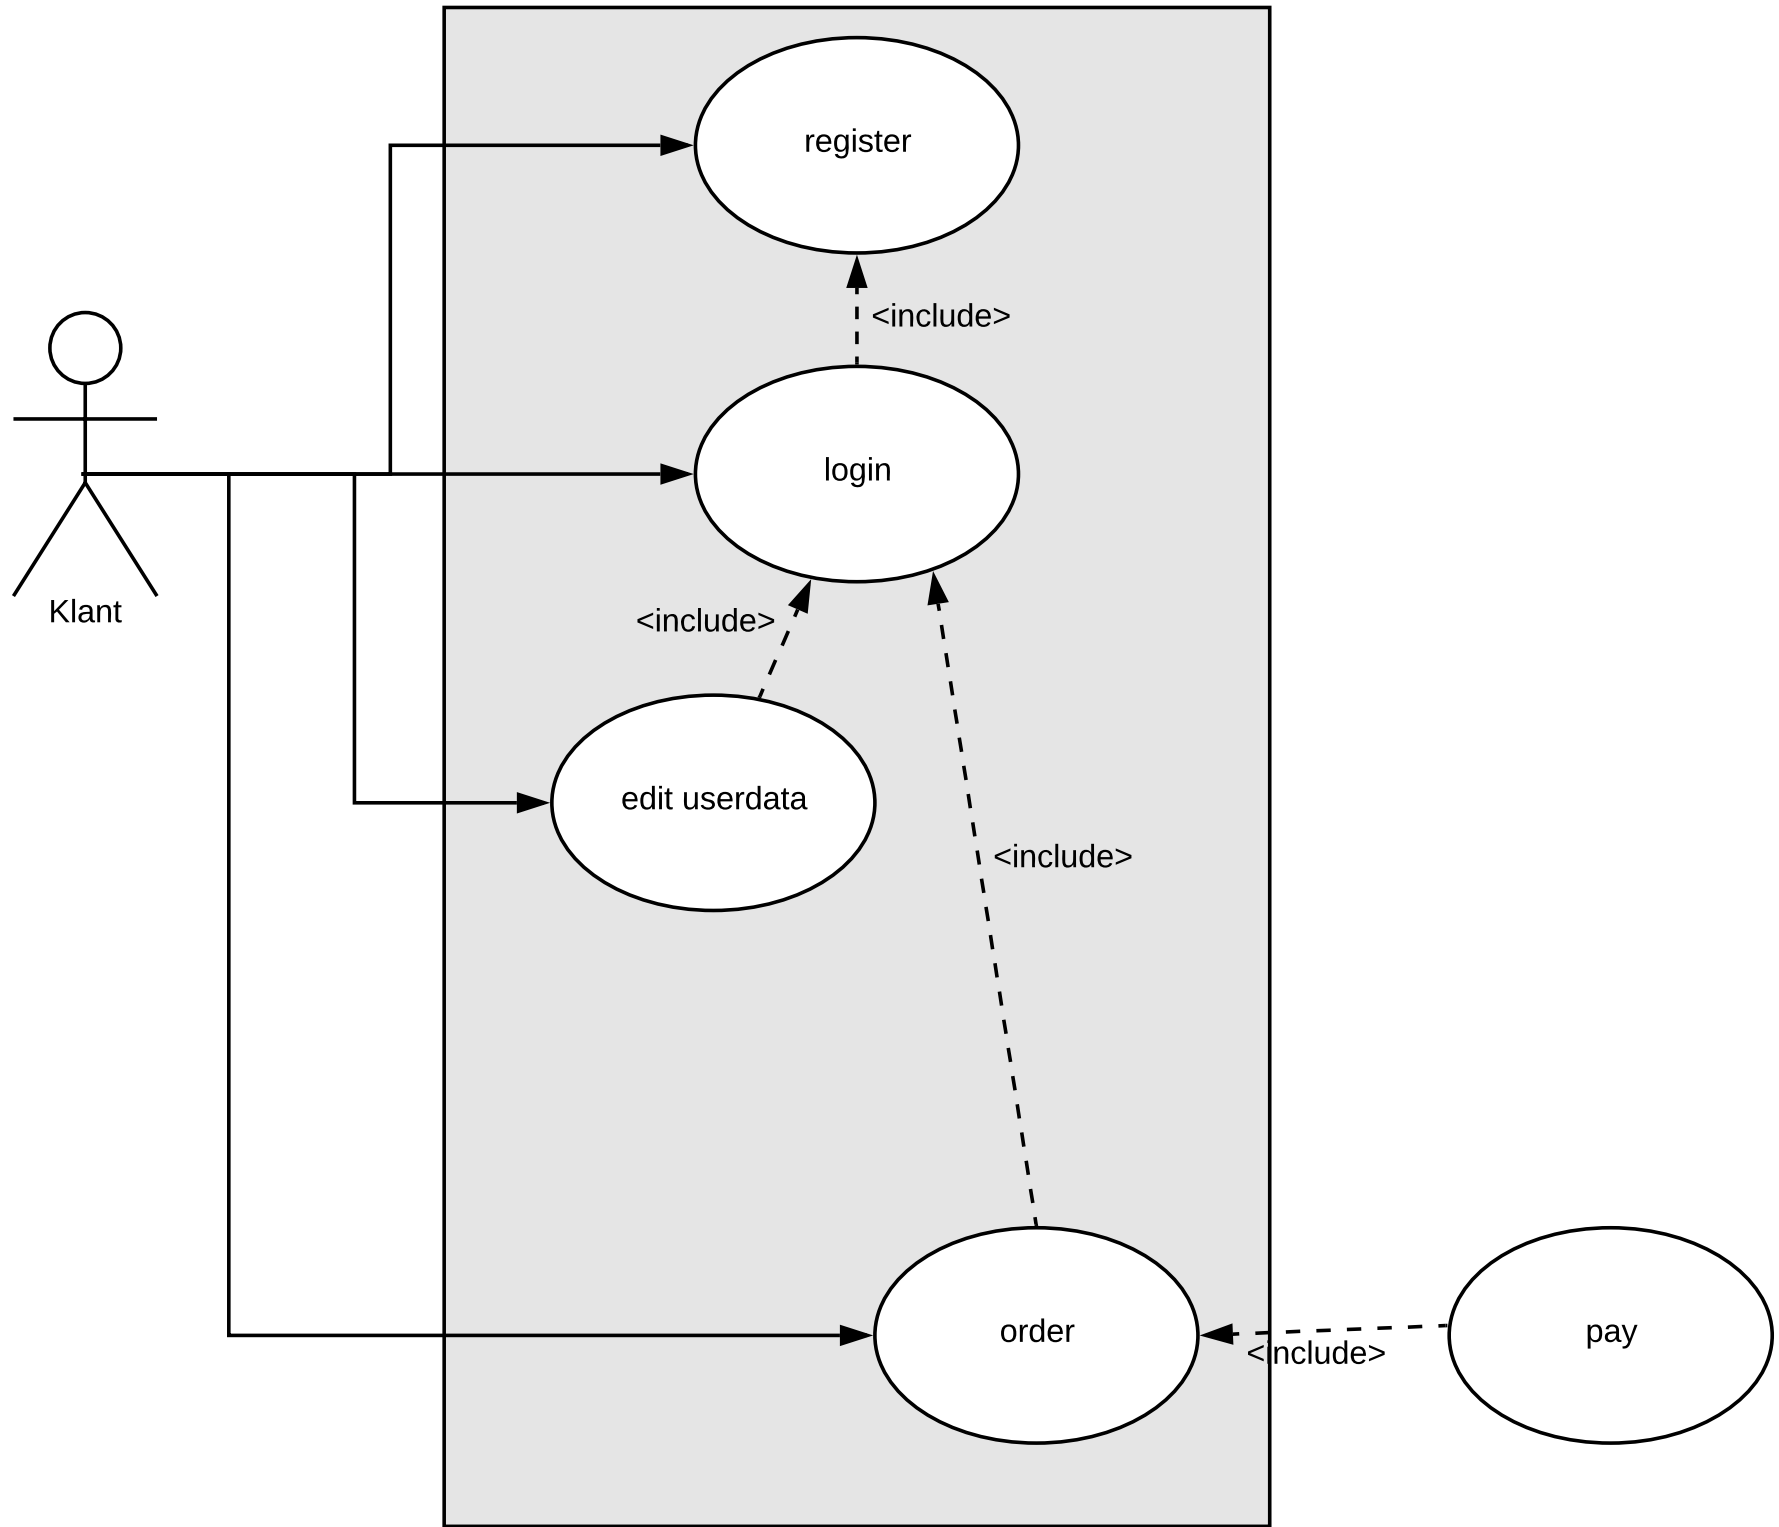 register
<include>
login
Klant
<include>
edit userdata
<include>
order
pay
<include>